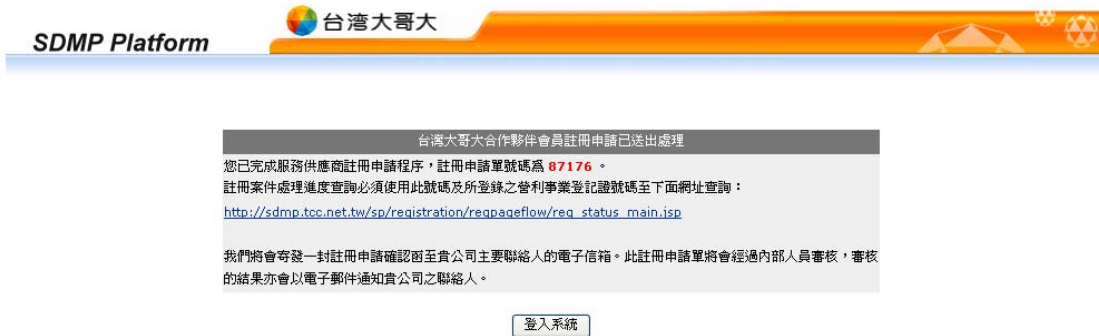 台湾大哥大
SDMP Platform
台灣大哥大合作夥伴會員註冊申請已送出處理
您已完成服務供應商註冊申請程序，註冊申請單號碼為 87176 。
註冊案件處理進度查詢必須使用此號碼及所登錄之營利事業登記證號碼至下面網址查詢：
http://sdmp.tcc.net.tw/sp/registration/regpageflow/reg_status_main.jsp
我們將會寄發一封註冊申請確認函至貴公司主要聯絡人的電子信箱。此註冊申請單將會經過內部人員審核，審核
的結果亦會以電子郵件通知貴公司之聯絡人。
登入系統